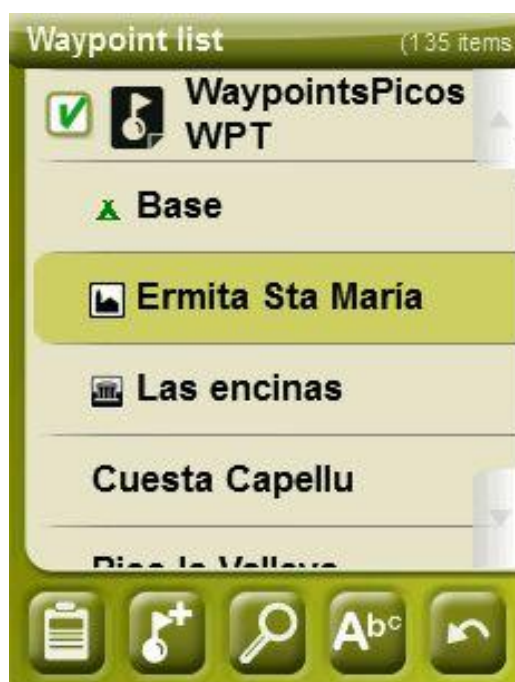 Waypoint list (135 items
WaypointsPicos
WPT
Base
Ermita Sta María
Las encinas
Cuesta Capellu
Abc